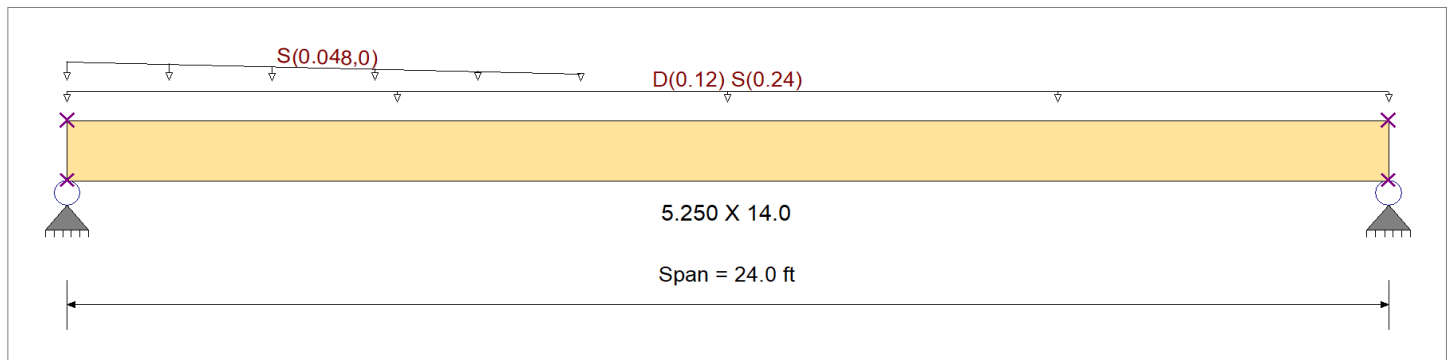 S(0.048,0)
D(0.12) S(0.24)
5.250 X 14.0
Span = 24.0 ft